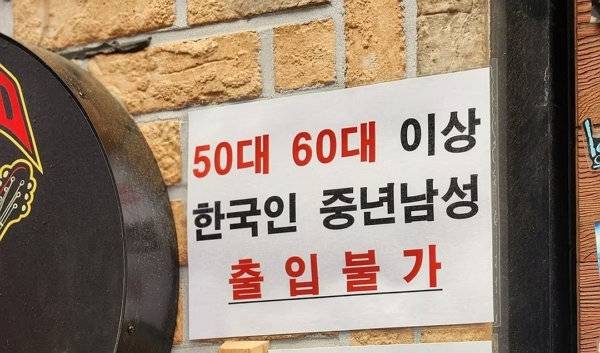 50대 60대 이상
한국인 중년남성
출입불가